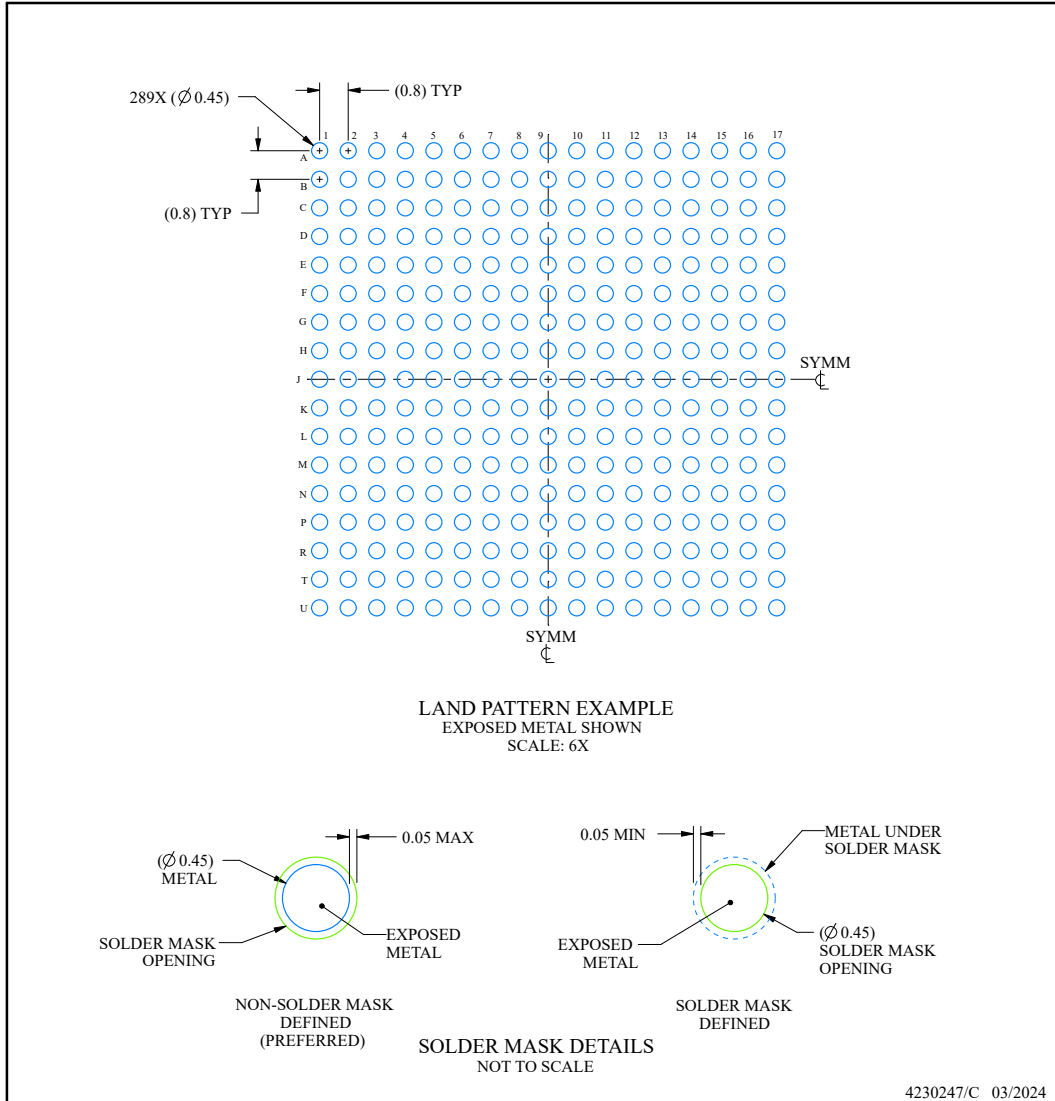 (0.8) TYP
289X (∅ 0.45)
1 2 3 4 5 6 7 8 9 10 11 12 13 14 15 16 17
A
B
(0.8) TYP
C
D
E
F
G
H
J
SYMM
℄
K
L
M
N
P
R
T
U
SYMM
℄
LAND PATTERN EXAMPLE
EXPOSED METAL SHOWN
SCALE: 6X
0.05 MAX
(∅ 0.45)
METAL
SOLDER MASK
OPENING
EXPOSED
METAL
NON-SOLDER MASK
DEFINED
(PREFERRED)
0.05 MIN
METAL UNDER
SOLDER MASK
EXPOSED
METAL
(∅ 0.45)
SOLDER MASK
OPENING
SOLDER MASK
DEFINED
SOLDER MASK DETAILS
NOT TO SCALE
4230247/C 03/2024